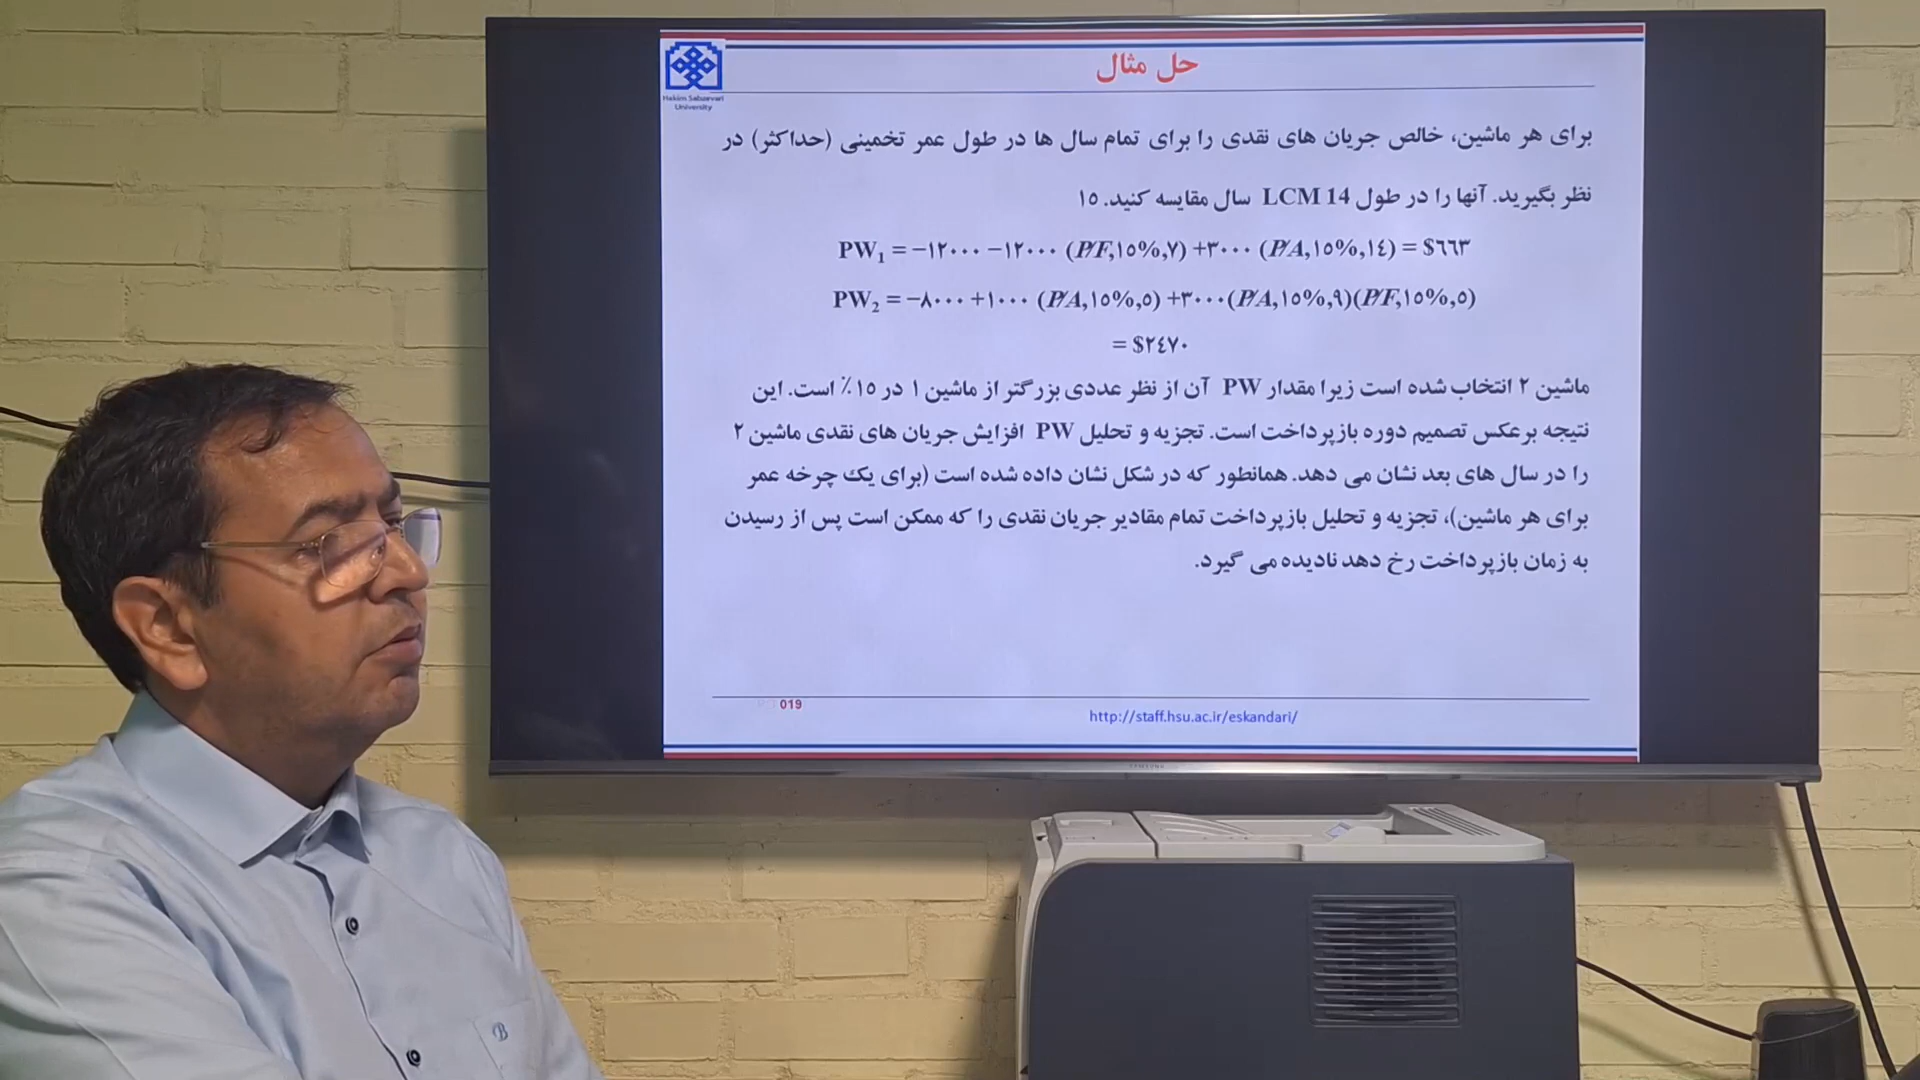 حل مثال
Hakim Sabzevari
University
برای هر ماشین، خالص جریان های نقدی را برای تمام سال ها در طول عمر تخمینی (حداکثر) در
نظر بگیرید. آنها را در طول LCM 14 سال مقایسه کنید. ۱۵
PW₁ = −۱۲۰۰۰ −۱۲۰۰۰ (P/F,۱۵%,۷) +۳۰۰۰ (P/A,۱۵%,۱٤) = $٦٦۳
PW₂ = −۸۰۰۰ +۱۰۰۰ (P/A,۱۵%,۵) +۳۰۰۰(P/A,۱۵%,۹)(P/F,۱۵%,۵)
= $۲٤۷۰
ماشین ۲ انتخاب شده است زیرا مقدار PW آن از نظر عددی بزرگتر از ماشین ۱ در ۱۵٪ است. این
نتیجه برعکس تصمیم دوره بازپرداخت است. تجزیه و تحلیل PW افزایش جریان های نقدی ماشین ۲
را در سال های بعد نشان می دهد. همانطور که در شکل نشان داده شده است (برای یک چرخه عمر
برای هر ماشین)، تجزیه و تحلیل بازپرداخت تمام مقادیر جریان نقدی را که ممکن است پس از رسیدن
به زمان بازپرداخت رخ دهد نادیده می گیرد.
019
http://staff.hsu.ac.ir/eskandari/
SAMSUNG
B